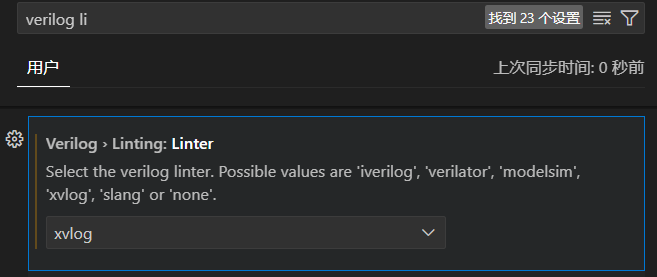 verilog li
找到 23 个设置
用户
上次同步时间: 0 秒前
Verilog › Linting: Linter
Select the verilog linter. Possible values are 'iverilog', 'verilator', 'modelsim',
'xvlog', 'slang' or 'none'.
xvlog